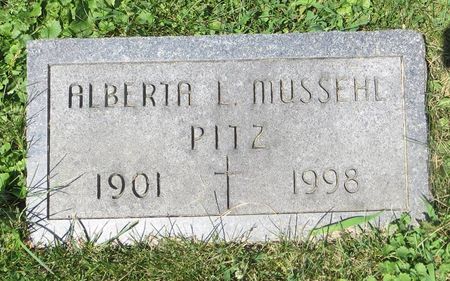 ALBERTA L. MUSSEHL
PITZ
1901 1998